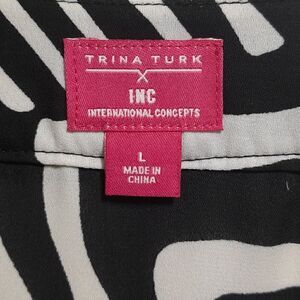 TRINA TURK
X
INC
INTERNATIONAL CONCEPTS
L
MADE IN
CHINA